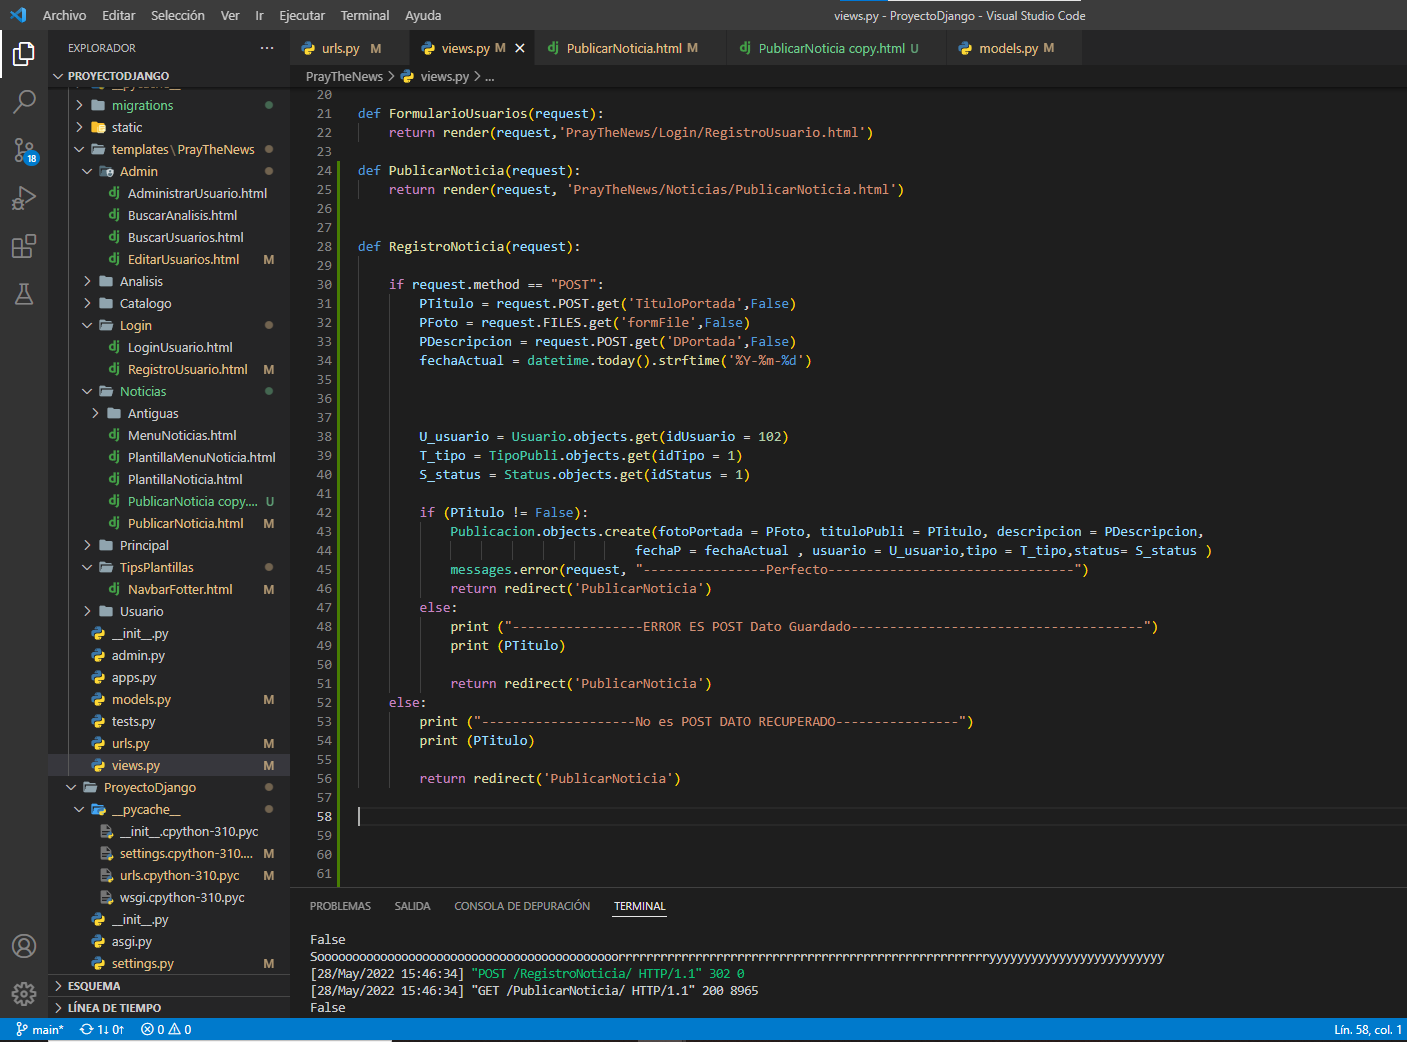 Archivo Editar Selección Ver Ir Ejecutar Terminal Ayuda
views.py - ProyectoDjango - Visual Studio Code
EXPLORADOR
PROYECTODJANGO
__pycache__
migrations
static
templates\PrayTheNews
Admin
AdministrarUsuario.html
BuscarAnalisis.html
BuscarUsuarios.html
EditarUsuarios.html M
Analisis
Catalogo
Login
LoginUsuario.html
RegistroUsuario.html M
Noticias
Antiguas
MenuNoticias.html
PlantillaMenuNoticia.html
PlantillaNoticia.html
PublicarNoticia copy.... U
PublicarNoticia.html M
Principal
TipsPlantillas
NavbarFotter.html M
Usuario
__init__.py
admin.py
apps.py
models.py M
tests.py
urls.py M
views.py M
ProyectoDjango
__pycache__
__init__.cpython-310.pyc
settings.cpython-310.... M
urls.cpython-310.pyc M
wsgi.cpython-310.pyc
__init__.py
asgi.py
settings.py M
ESQUEMA
LÍNEA DE TIEMPO
18
urls.py M views.py M PublicarNoticia.html M PublicarNoticia copy.html U models.py M
PrayTheNews > views.py > ...
20
21 def FormularioUsuarios(request):
22 return render(request,'PrayTheNews/Login/RegistroUsuario.html')
23
24 def PublicarNoticia(request):
25 return render(request, 'PrayTheNews/Noticias/PublicarNoticia.html')
26
27
28 def RegistroNoticia(request):
29
30 if request.method == "POST":
31 PTitulo = request.POST.get('TituloPortada',False)
32 PFoto = request.FILES.get('formFile',False)
33 PDescripcion = request.POST.get('DPortada',False)
34 fechaActual = datetime.today().strftime('%Y-%m-%d')
35
36
37
38 U_usuario = Usuario.objects.get(idUsuario = 102)
39 T_tipo = TipoPubli.objects.get(idTipo = 1)
40 S_status = Status.objects.get(idStatus = 1)
41
42 if (PTitulo != False):
43 Publicacion.objects.create(fotoPortada = PFoto, tituloPubli = PTitulo, descripcion = PDescripcion,
44 fechaP = fechaActual , usuario = U_usuario,tipo = T_tipo,status= S_status )
45 messages.error(request, "----------------Perfecto--------------------------------")
46 return redirect('PublicarNoticia')
47 else:
48 print ("-----------------ERROR ES POST Dato Guardado--------------------------------------")
49 print (PTitulo)
50
51 return redirect('PublicarNoticia')
52 else:
53 print ("--------------------No es POST DATO RECUPERADO----------------")
54 print (PTitulo)
55
56 return redirect('PublicarNoticia')
57
58
59
60
61
PROBLEMAS SALIDA CONSOLA DE DEPURACIÓN TERMINAL
False
Sooooooooooooooooooooooooooooooooooooooooooorrrrrrrrrrrrrrrrrrrrrrrrrrrrrrrrrrrrrrrrrrrrrrrrrrrrryyyyyyyyyyyyyyyyyyyyyyyyy
[28/May/2022 15:46:34] "POST /RegistroNoticia/ HTTP/1.1" 302 0
[28/May/2022 15:46:34] "GET /PublicarNoticia/ HTTP/1.1" 200 8965
False
main* 1↓ 0↑ 0 0
Lín. 58, col. 1